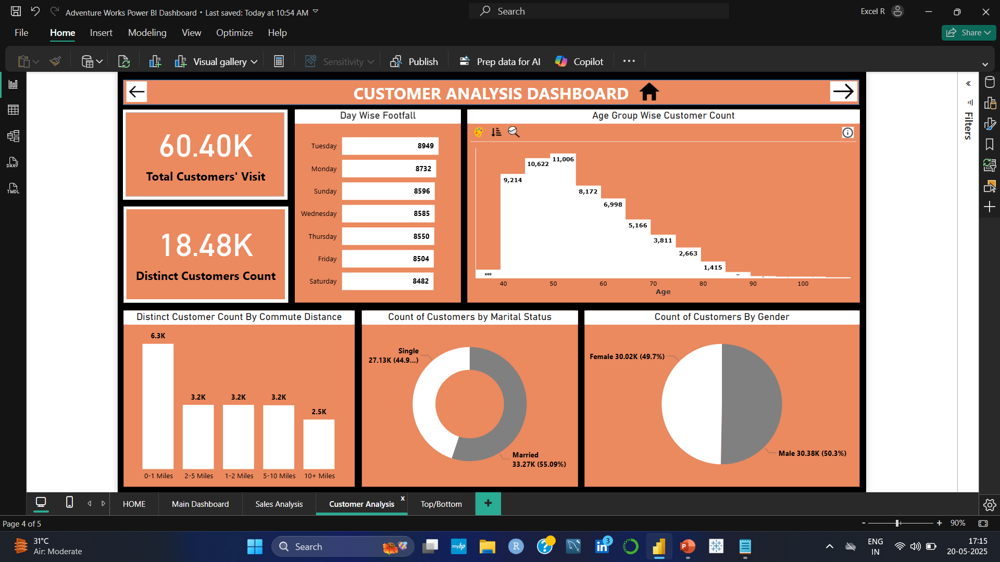 Adventure Works Power BI Dashboard • Last saved: Today at 10:54 AM
Search
Excel R
File
Home
Insert
Modeling
View
Optimize
Help
Share
Visual gallery
Sensitivity
Publish
Prep data for AI
Copilot
DAX
TMDL
Filters
CUSTOMER ANALYSIS DASHBOARD
60.40K
Total Customers' Visit
18.48K
Distinct Customers Count
Day Wise Footfall
Tuesday 8949
Monday 8732
Sunday 8596
Wednesday 8585
Thursday 8550
Friday 8504
Saturday 8482
Age Group Wise Customer Count
669
9,214
10,622
11,006
8,172
6,998
5,166
3,811
2,663
1,415
40 50 60 70 80 90 100
Age
Distinct Customer Count By Commute Distance
6.3K
3.2K
3.2K
3.2K
2.5K
0-1 Miles
2-5 Miles
1-2 Miles
5-10 Miles
10+ Miles
Count of Customers by Marital Status
Single
27.13K (44.9...)
Married
33.27K (55.09%)
Count of Customers By Gender
Female 30.02K (49.7%)
Male 30.38K (50.3%)
HOME
Main Dashboard
Sales Analysis
Customer Analysis
x
Top/Bottom
+
Page 4 of 5
- + 90%
31°C
Air: Moderate
Search
myhp
R
?
in
3
P
ENG
IN
17:15
20-05-2025